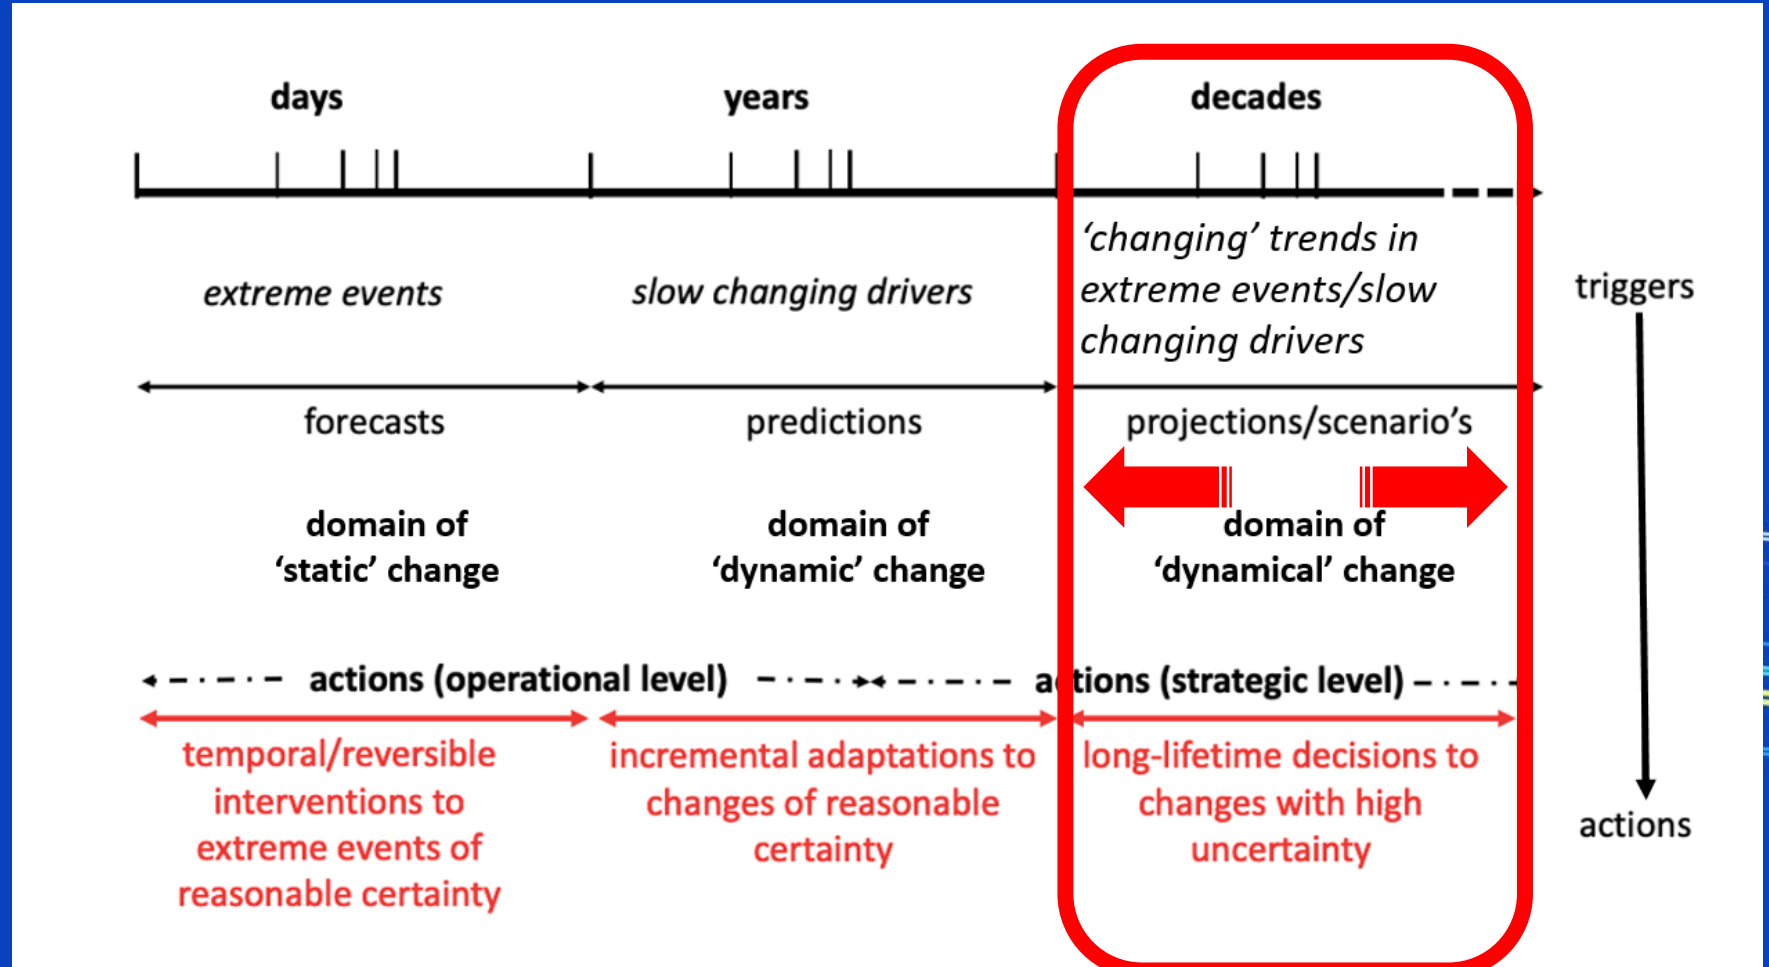 days
years
decades
extreme events
slow changing drivers
‘changing’ trends in
extreme events/slow
changing drivers
triggers
forecasts
predictions
projections/scenario’s
domain of
‘static’ change
domain of
‘dynamic’ change
domain of
‘dynamical’ change
actions (operational level)
actions (strategic level)
temporal/reversible
interventions to
extreme events of
reasonable certainty
incremental adaptations to
changes of reasonable
certainty
long-lifetime decisions to
changes with high
uncertainty
actions